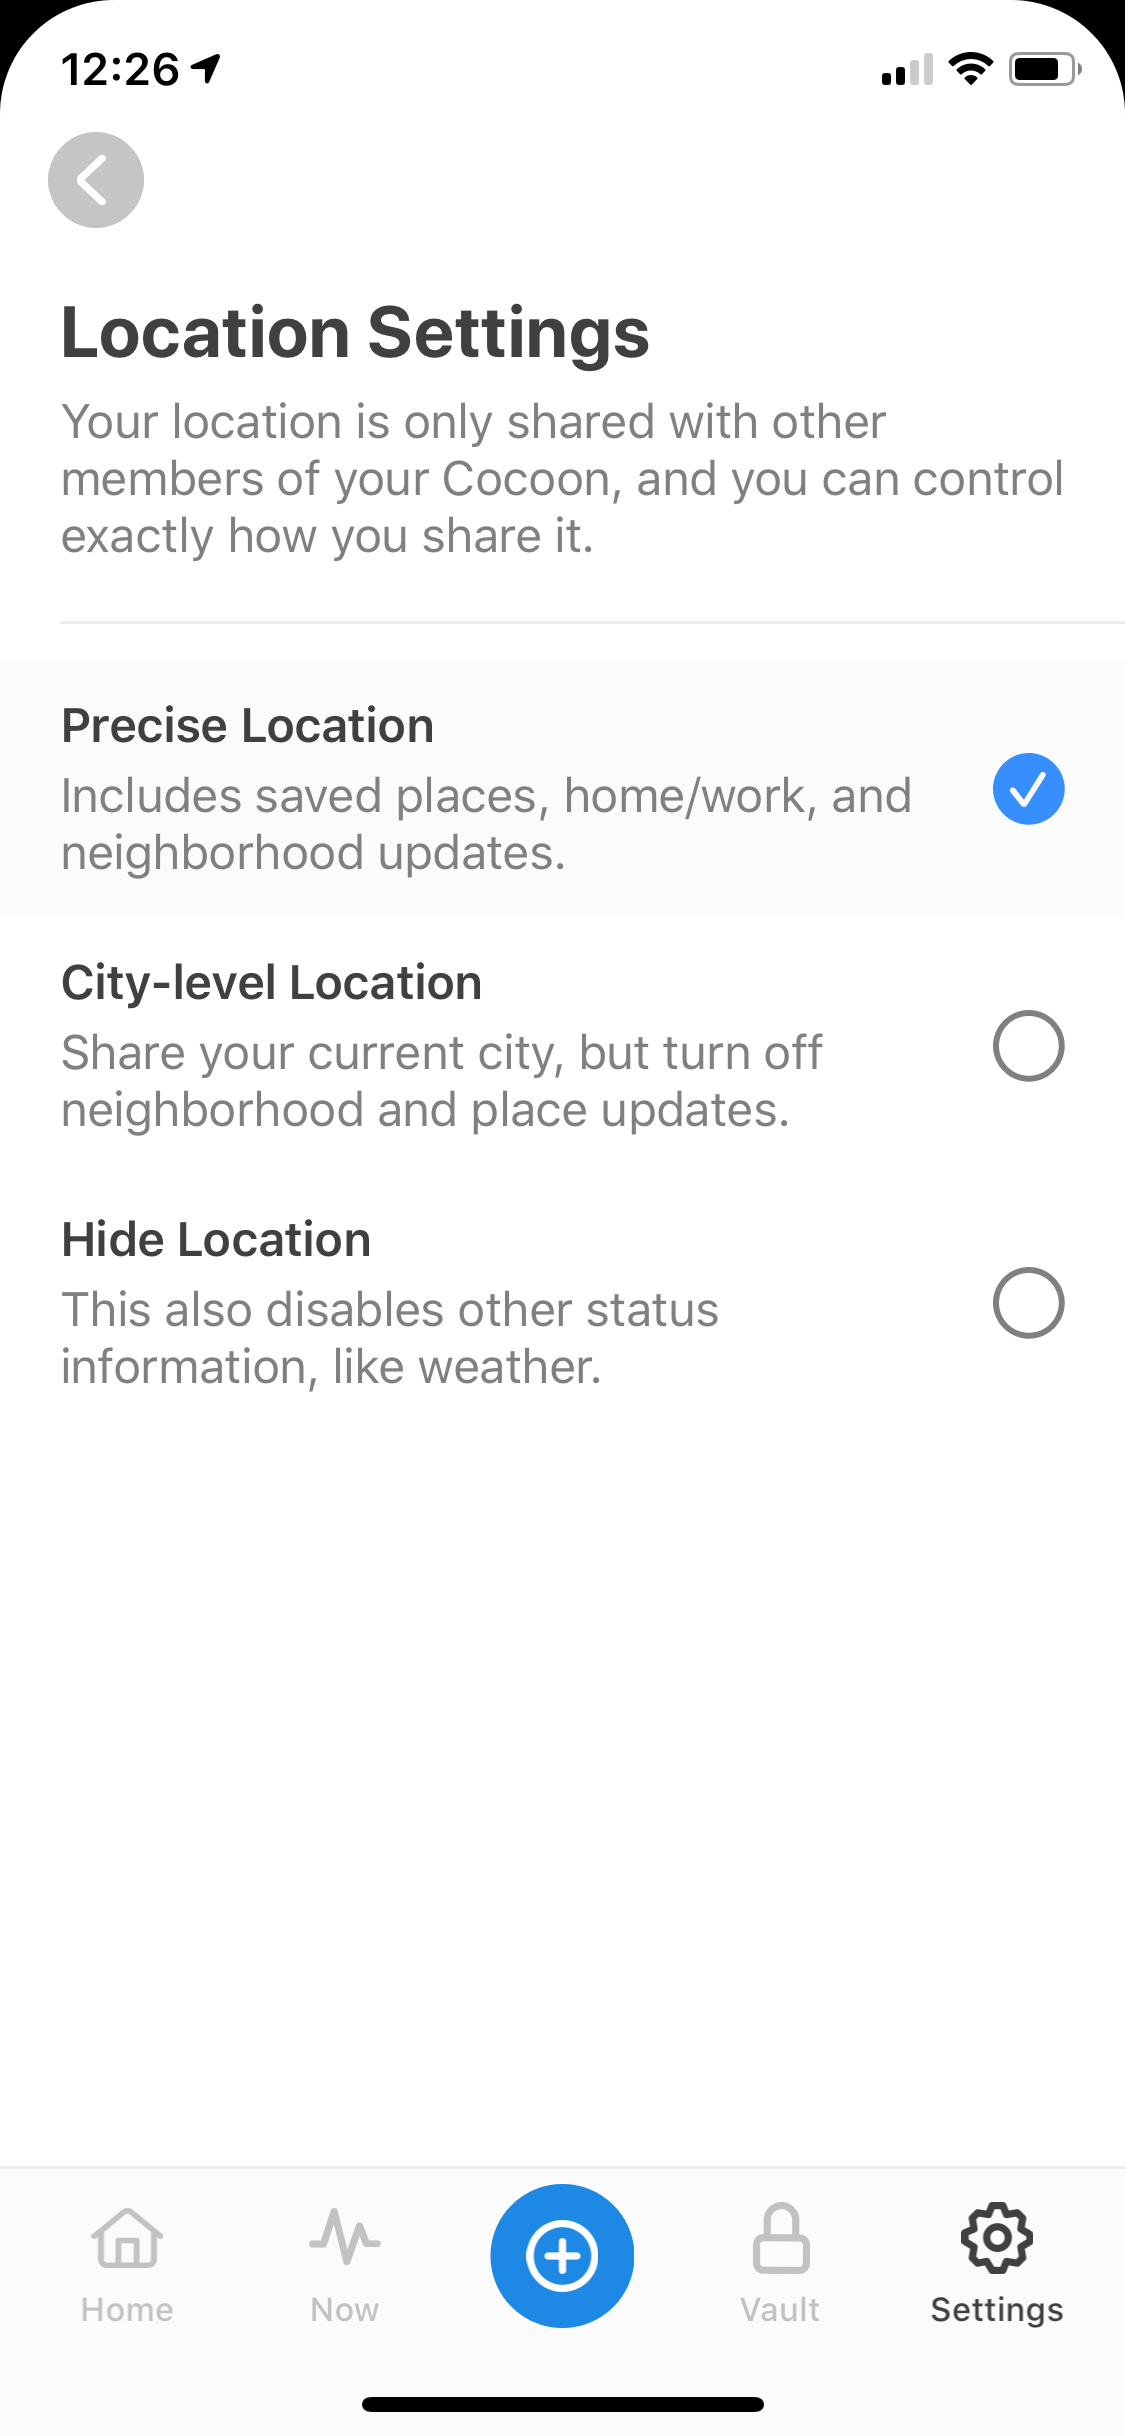 12:26
Location Settings
Your location is only shared with other
members of your Cocoon, and you can control
exactly how you share it.
Precise Location
Includes saved places, home/work, and
neighborhood updates.
City-level Location
Share your current city, but turn off
neighborhood and place updates.
Hide Location
This also disables other status
information, like weather.
Home
Now
Vault
Settings